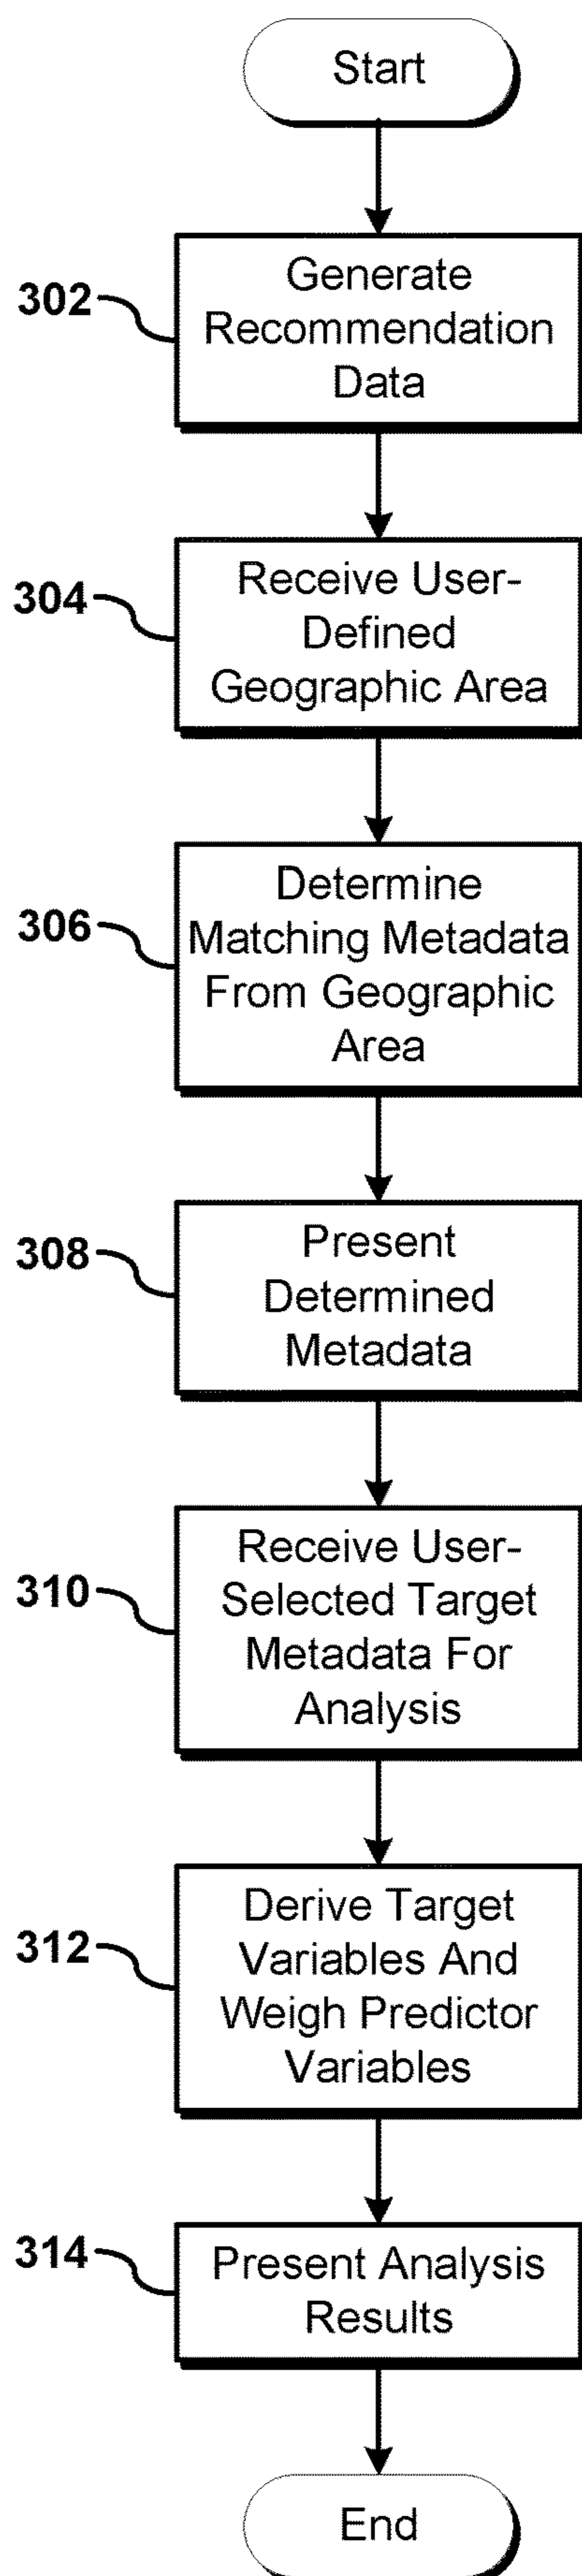 Start
302
Generate
Recommendation
Data
304
Receive User-
Defined
Geographic Area
306
Determine
Matching Metadata
From Geographic
Area
308
Present
Determined
Metadata
310
Receive User-
Selected Target
Metadata For
Analysis
312
Derive Target
Variables And
Weigh Predictor
Variables
314
Present Analysis
Results
End